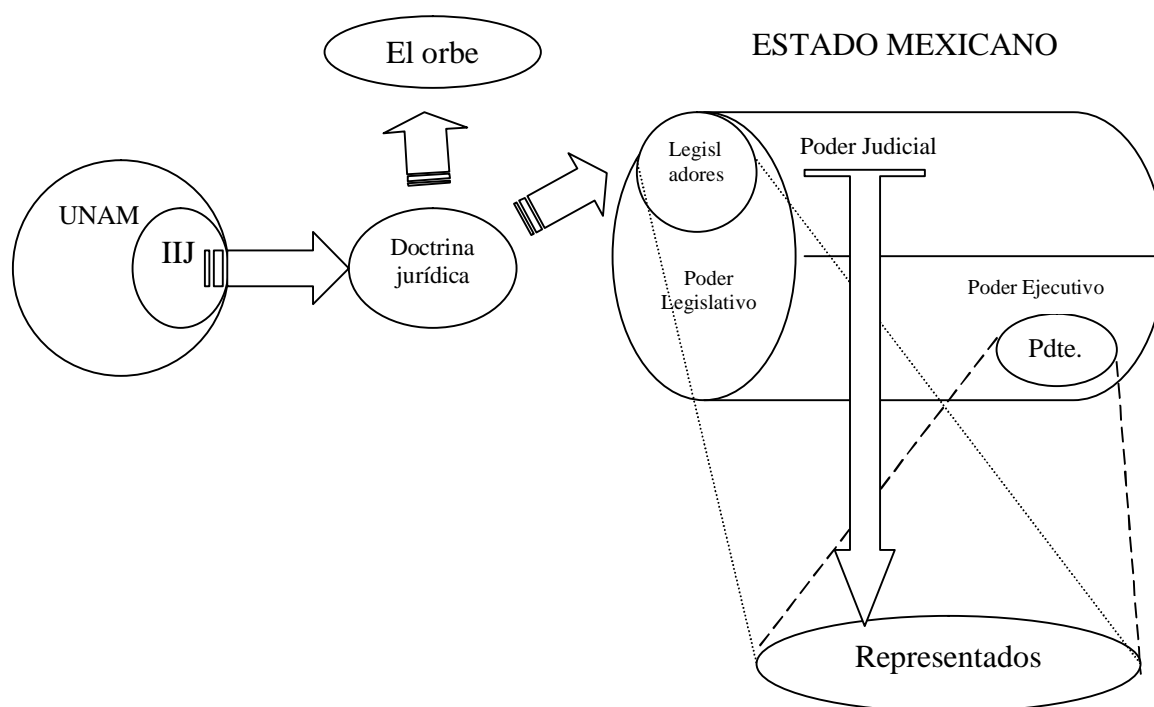 El orbe
ESTADO MEXICANO
Legisl
adores
Poder Judicial
UNAM
IIJ
Doctrina
jurídica
Poder
Legislativo
Poder Ejecutivo
Pdte.
Representados